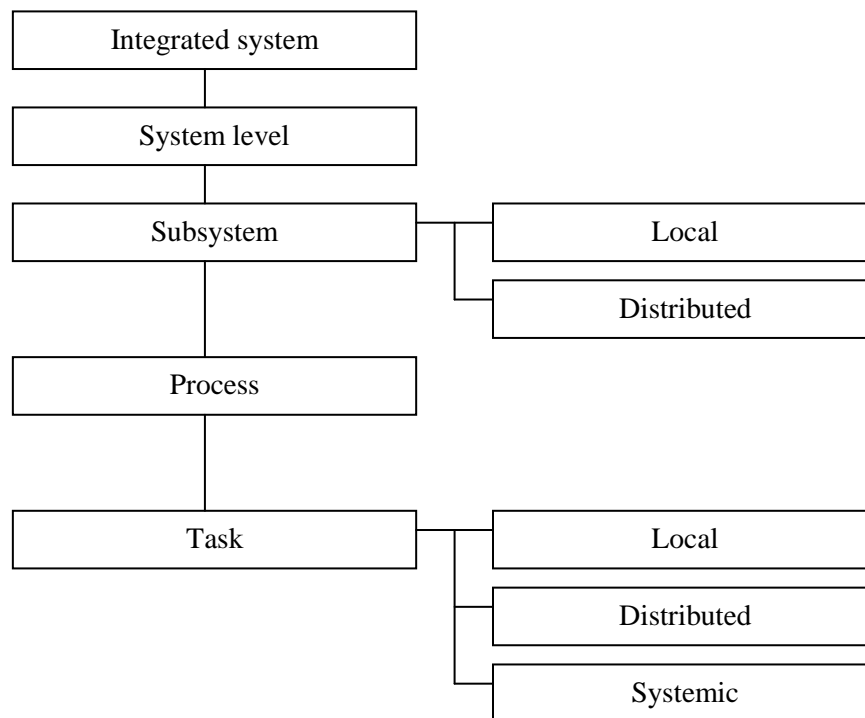 Integrated system
System level
Subsystem
Local
Distributed
Process
Task
Local
Distributed
Systemic